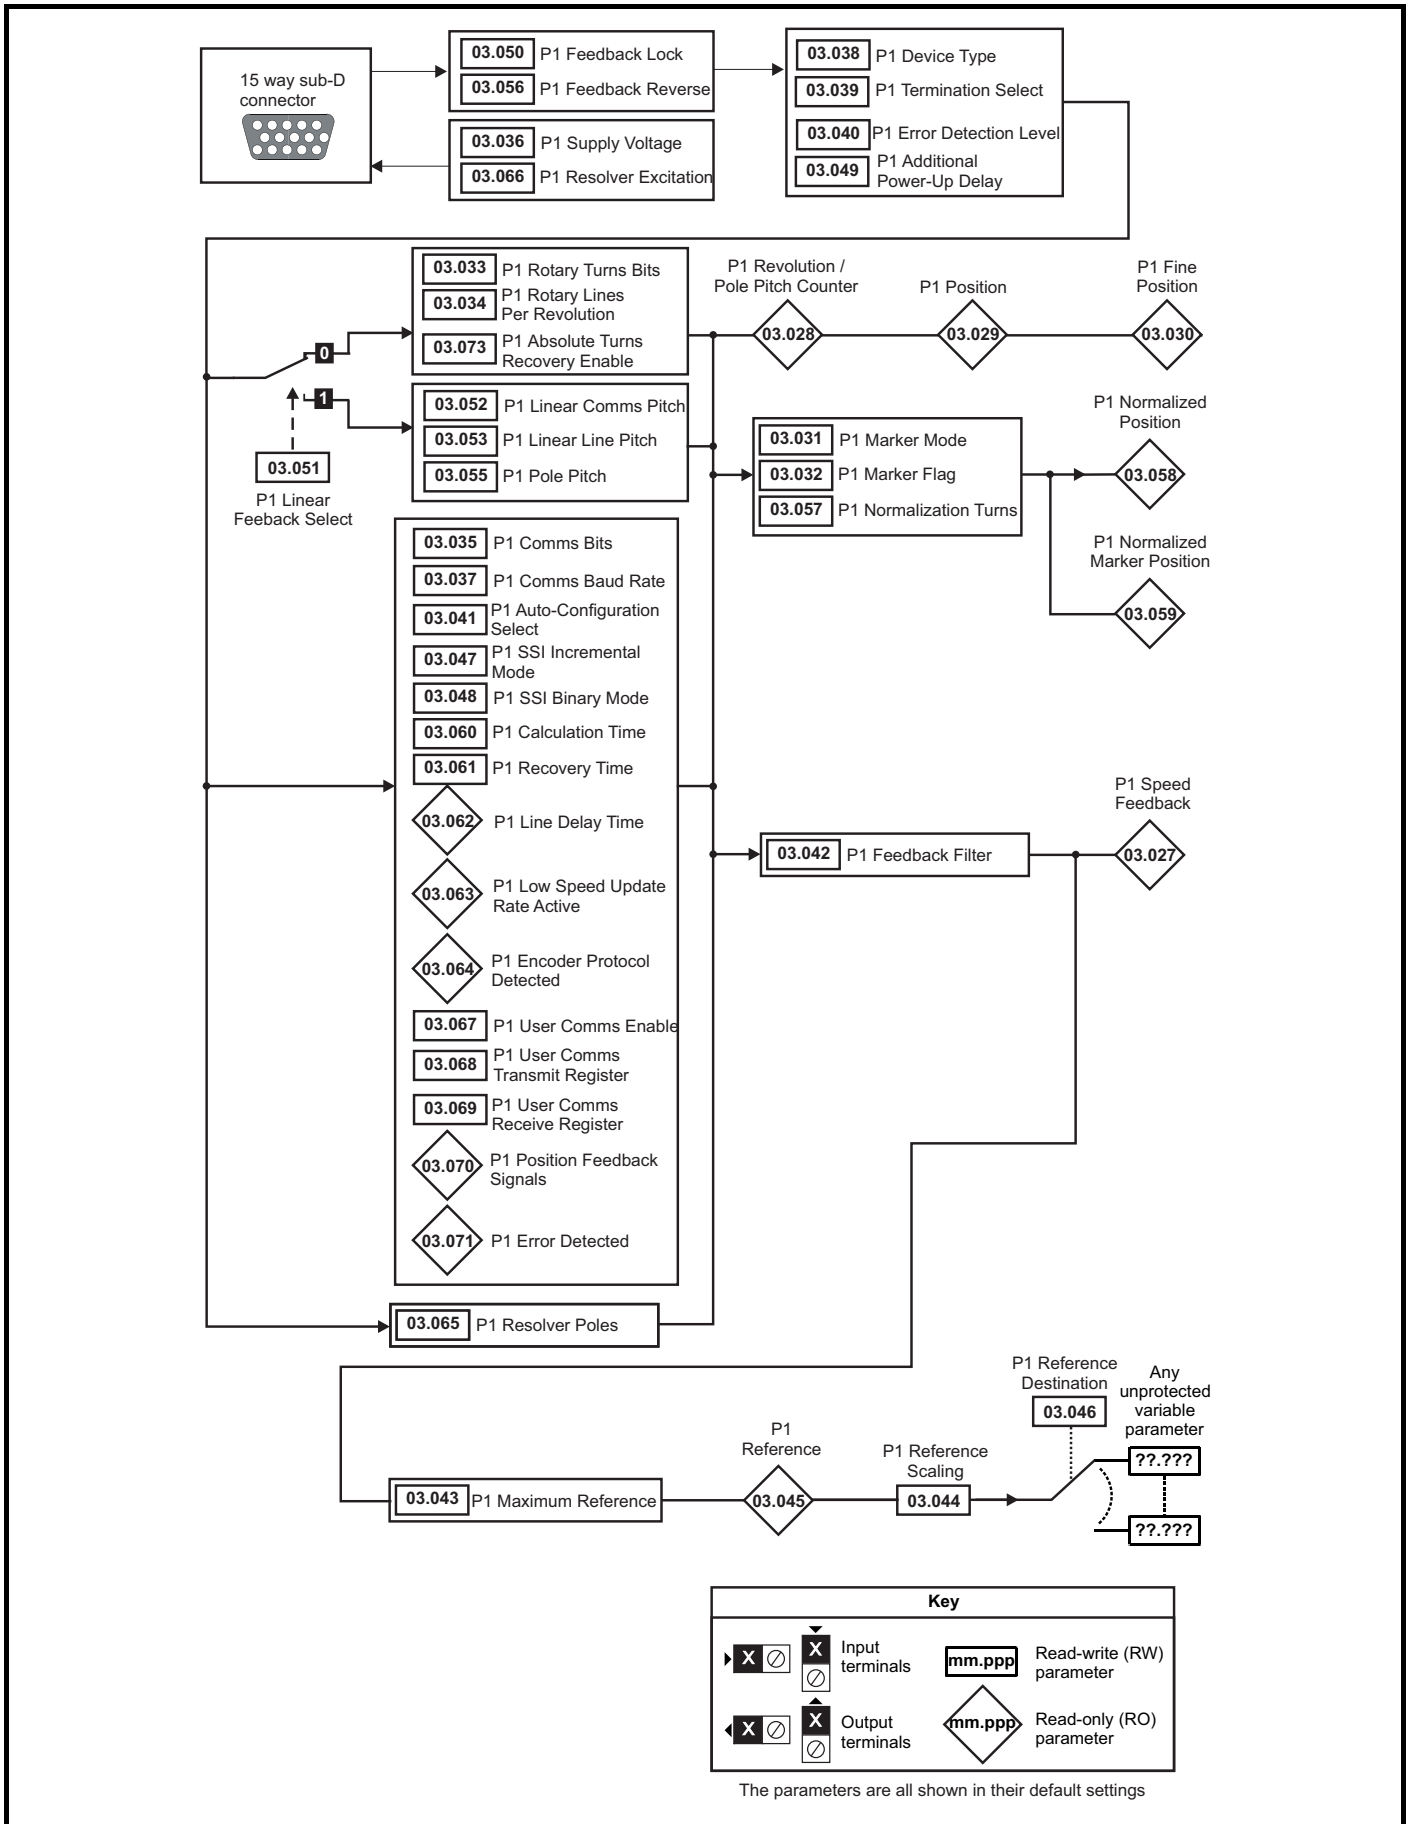 15 way sub-D
connector
03.050 P1 Feedback Lock
03.056 P1 Feedback Reverse
03.036 P1 Supply Voltage
03.066 P1 Resolver Excitation
03.038 P1 Device Type
03.039 P1 Termination Select
03.040 P1 Error Detection Level
03.049 P1 Additional
Power-Up Delay
03.033 P1 Rotary Turns Bits
03.034 P1 Rotary Lines
Per Revolution
03.073 P1 Absolute Turns
Recovery Enable
0
1
03.051
P1 Linear
Feeback Select
03.052 P1 Linear Comms Pitch
03.053 P1 Linear Line Pitch
03.055 P1 Pole Pitch
P1 Revolution /
Pole Pitch Counter
03.028
P1 Position
03.029
P1 Fine
Position
03.030
03.031 P1 Marker Mode
03.032 P1 Marker Flag
03.057 P1 Normalization Turns
P1 Normalized
Position
03.058
P1 Normalized
Marker Position
03.059
03.035 P1 Comms Bits
03.037 P1 Comms Baud Rate
03.041 P1 Auto-Configuration
Select
03.047 P1 SSI Incremental
Mode
03.048 P1 SSI Binary Mode
03.060 P1 Calculation Time
03.061 P1 Recovery Time
03.062 P1 Line Delay Time
03.063 P1 Low Speed Update
Rate Active
03.064 P1 Encoder Protocol
Detected
03.067 P1 User Comms Enable
03.068 P1 User Comms
Transmit Register
03.069 P1 User Comms
Receive Register
03.070 P1 Position Feedback
Signals
03.071 P1 Error Detected
03.042 P1 Feedback Filter
P1 Speed
Feedback
03.027
03.065 P1 Resolver Poles
03.043 P1 Maximum Reference
P1
Reference
03.045
P1 Reference
Scaling
03.044
P1 Reference
Destination
03.046
Any
unprotected
variable
parameter
??.???
??.???
Key
X X Input
terminals
mm.ppp Read-write (RW)
parameter
X X Output
terminals
mm.ppp Read-only (RO)
parameter
The parameters are all shown in their default settings